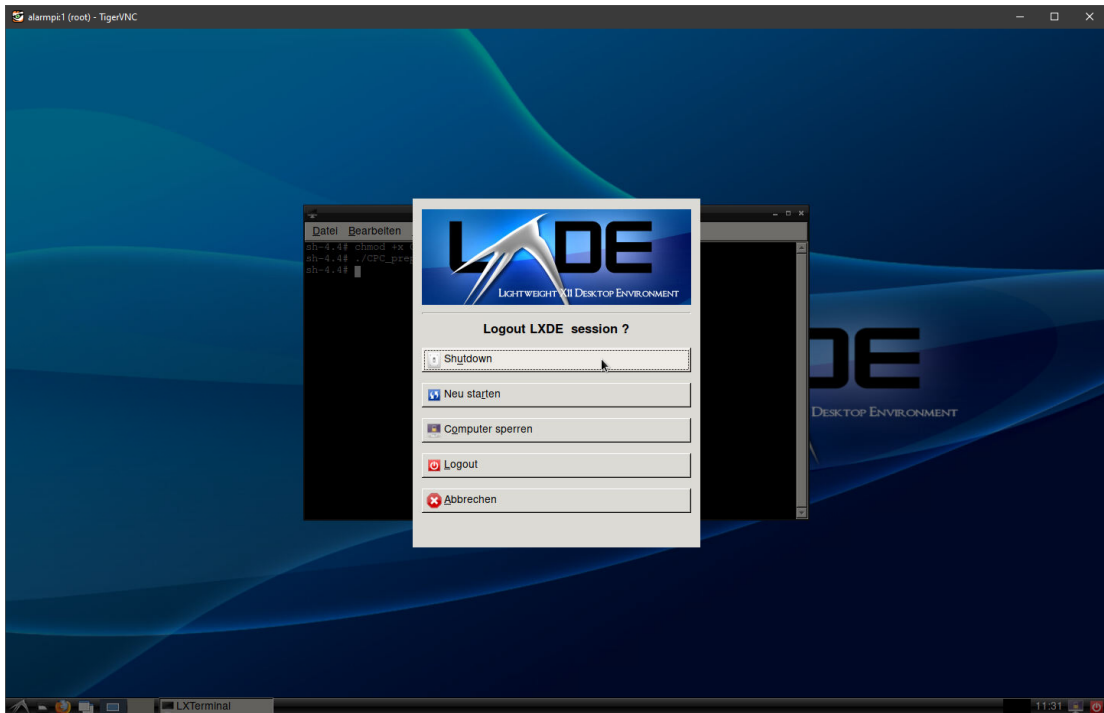 alarmpi:1 (root) - TigerVNC
Datei Bearbeiten
sh-4.4# chmod +x
sh-4.4# ./CPC_prep
sh-4.4#
LXDE
LIGHTWEIGHT X11 DESKTOP ENVIRONMENT
Logout LXDE session ?
Shutdown
Neu starten
Computer sperren
Logout
Abbrechen
DE
DESKTOP ENVIRONMENT
LXTerminal
11:31